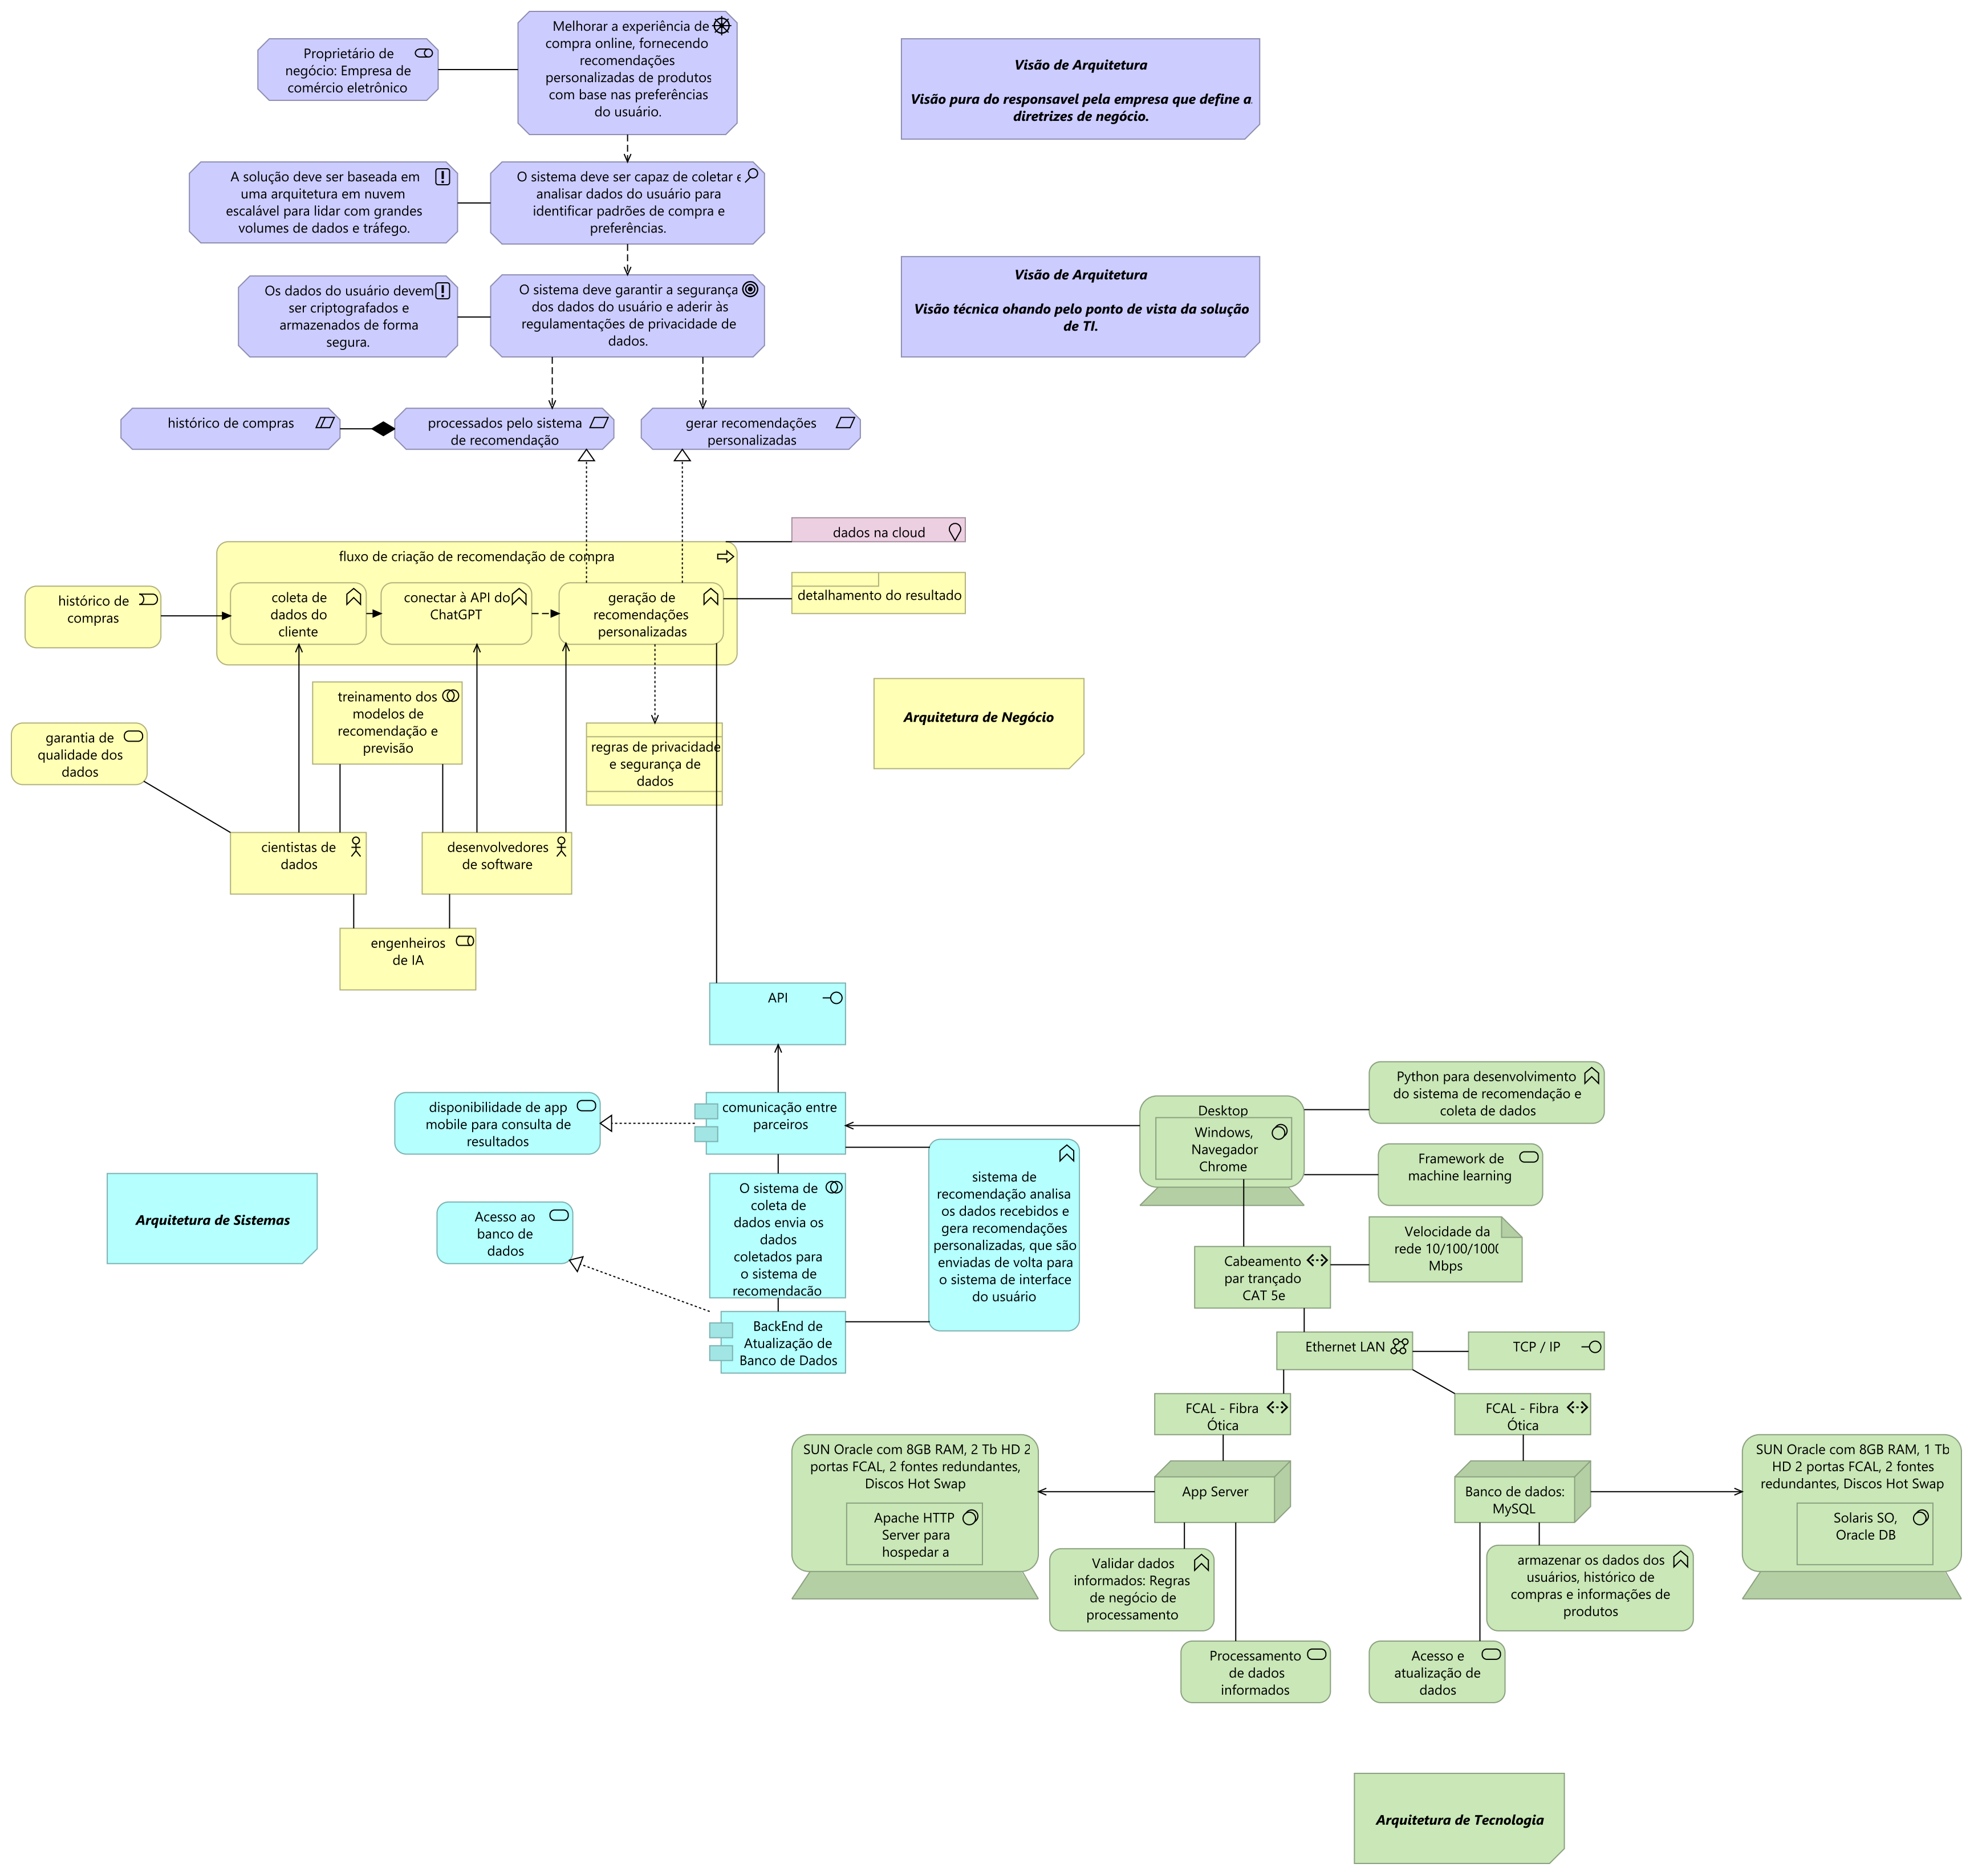 Melhorar a experiência de
compra online, fornecendo
recomendações
personalizadas de produtos
com base nas preferências
do usuário.
Proprietário de
negócio: Empresa de
comércio eletrônico
Visão de Arquitetura
Visão pura do responsavel pela empresa que define a
diretrizes de negócio.
A solução deve ser baseada em
uma arquitetura em nuvem
escalável para lidar com grandes
volumes de dados e tráfego.
O sistema deve ser capaz de coletar e
analisar dados do usuário para
identificar padrões de compra e
preferências.
Os dados do usuário devem
ser criptografados e
armazenados de forma
segura.
O sistema deve garantir a segurança
dos dados do usuário e aderir às
regulamentações de privacidade de
dados.
Visão de Arquitetura
Visão técnica ohando pelo ponto de vista da solução
de TI.
histórico de compras
processados pelo sistema
de recomendação
gerar recomendações
personalizadas
dados na cloud
fluxo de criação de recomendação de compra
histórico de
compras
coleta de
dados do
cliente
conectar à API do
ChatGPT
geração de
recomendações
personalizadas
detalhamento do resultado
treinamento dos
modelos de
recomendação e
previsão
garantia de
qualidade dos
dados
regras de privacidade
e segurança de
dados
Arquitetura de Negócio
cientistas de
dados
desenvolvedores
de software
engenheiros
de IA
API
disponibilidade de app
mobile para consulta de
resultados
comunicação entre
parceiros
Desktop
Windows,
Navegador
Chrome
Python para desenvolvimento
do sistema de recomendação e
coleta de dados
Framework de
machine learning
Arquitetura de Sistemas
Acesso ao
banco de
dados
O sistema de
coleta de
dados envia os
dados
coletados para
o sistema de
recomendação
sistema de
recomendação analisa
os dados recebidos e
gera recomendações
personalizadas, que são
enviadas de volta para
o sistema de interface
do usuário
BackEnd de
Atualização de
Banco de Dados
Cabeamento
par trançado
CAT 5e
Velocidade da
rede 10/100/1000
Mbps
Ethernet LAN
TCP / IP
FCAL - Fibra
Ótica
FCAL - Fibra
Ótica
SUN Oracle com 8GB RAM, 2 Tb HD 2
portas FCAL, 2 fontes redundantes,
Discos Hot Swap
Apache HTTP
Server para
hospedar a
App Server
Banco de dados:
MySQL
SUN Oracle com 8GB RAM, 1 Tb
HD 2 portas FCAL, 2 fontes
redundantes, Discos Hot Swap
Solaris SO,
Oracle DB
Validar dados
informados: Regras
de negócio de
processamento
armazenar os dados dos
usuários, histórico de
compras e informações de
produtos
Processamento
de dados
informados
Acesso e
atualização de
dados
Arquitetura de Tecnologia